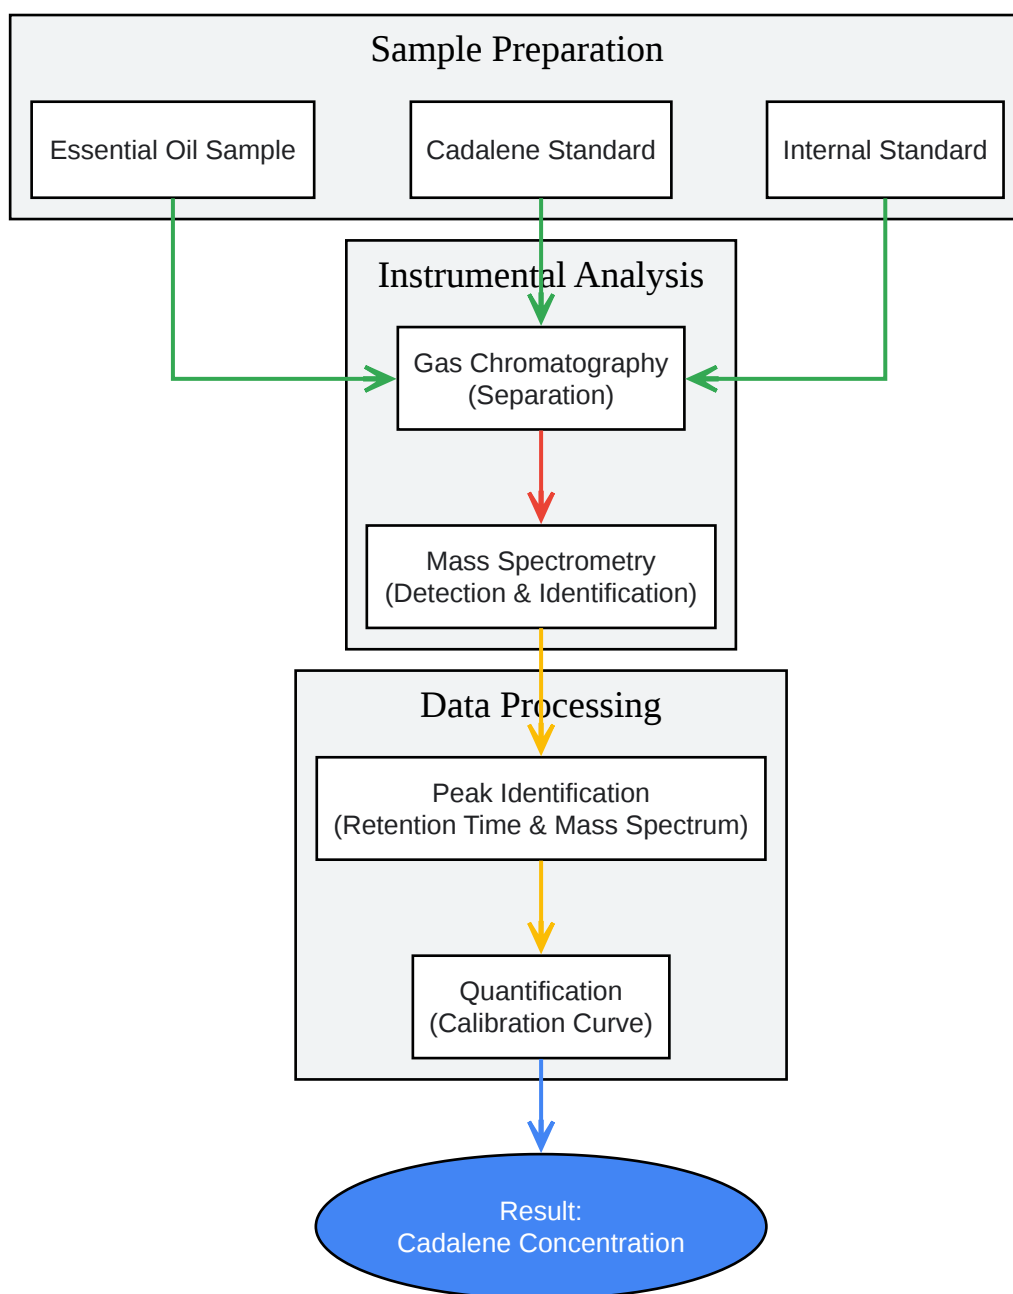 Sample Preparation
Essential Oil Sample
Cadalene Standard
Internal Standard
Instrumental Analysis
Gas Chromatography
(Separation)
Mass Spectrometry
(Detection & Identification)
Data Processing
Peak Identification
(Retention Time & Mass Spectrum)
Quantification
(Calibration Curve)
Result:
Cadalene Concentration